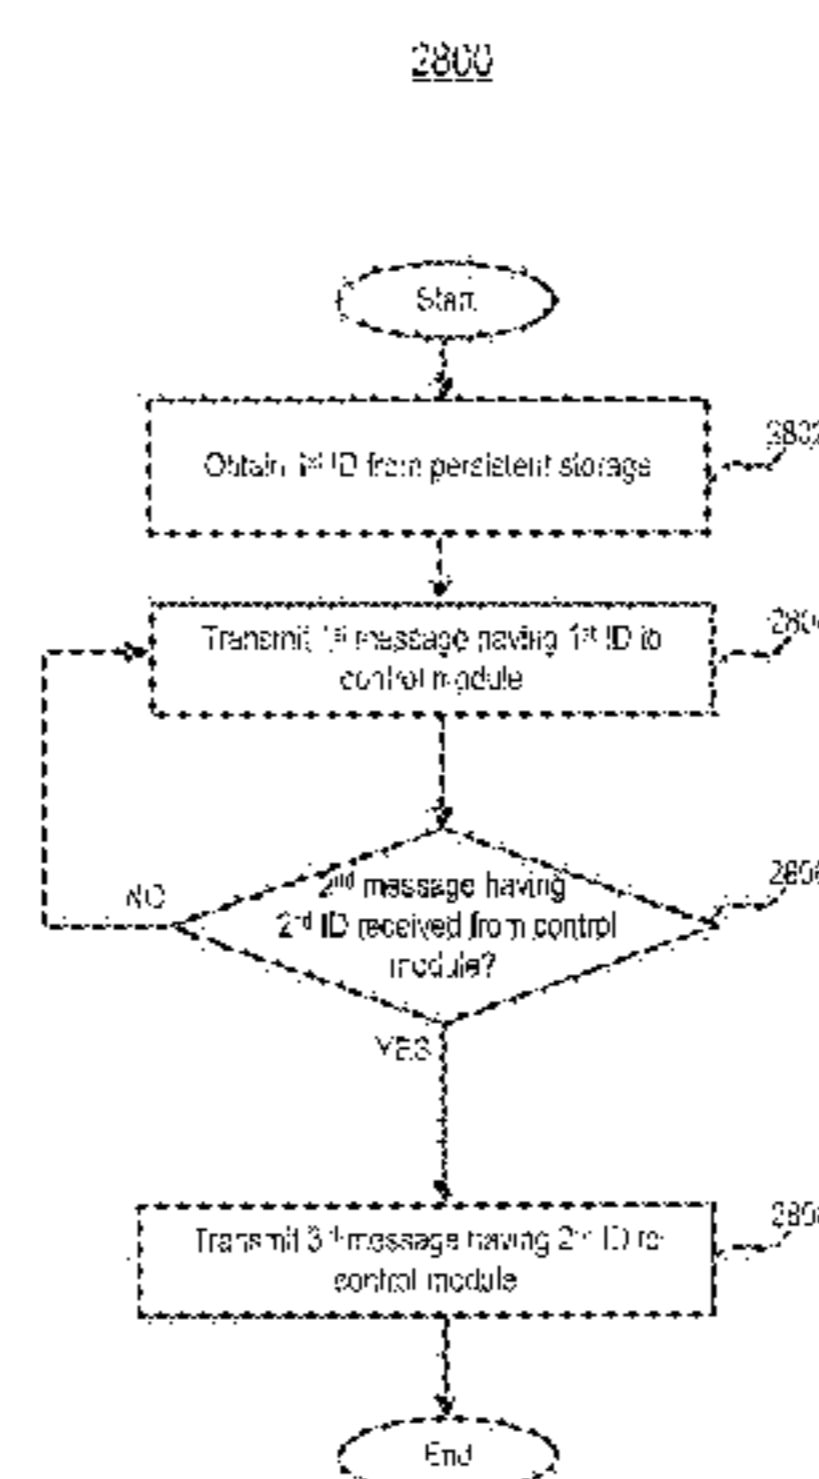 2800
Start
Obtain 1st ID from persistent storage
2802
Transmit 1st message having 1st ID to
control module
280
2nd message having
2nd ID received from control
module?
2806
NO
YES
Transmit 3rd message having 2nd ID to
control module
280
End